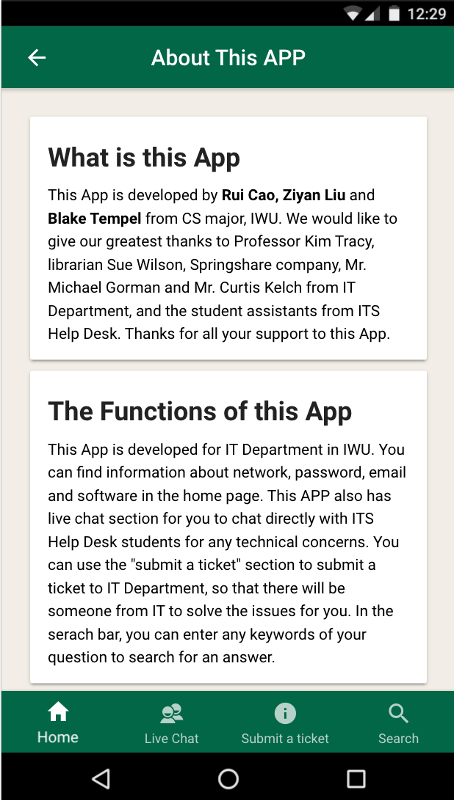 12:29
About This APP
What is this App
This App is developed by Rui Cao, Ziyan Liu and
Blake Tempel from CS major, IWU. We would like to
give our greatest thanks to Professor Kim Tracy,
librarian Sue Wilson, Springshare company, Mr.
Michael Gorman and Mr. Curtis Kelch from IT
Department, and the student assistants from ITS
Help Desk. Thanks for all your support to this App.
The Functions of this App
This App is developed for IT Department in IWU. You
can find information about network, password, email
and software in the home page. This APP also has
live chat section for you to chat directly with ITS
Help Desk students for any technical concerns. You
can use the "submit a ticket" section to submit a
ticket to IT Department, so that there will be
someone from IT to solve the issues for you. In the
serach bar, you can enter any keywords of your
question to search for an answer.
Home Live Chat Submit a ticket Search